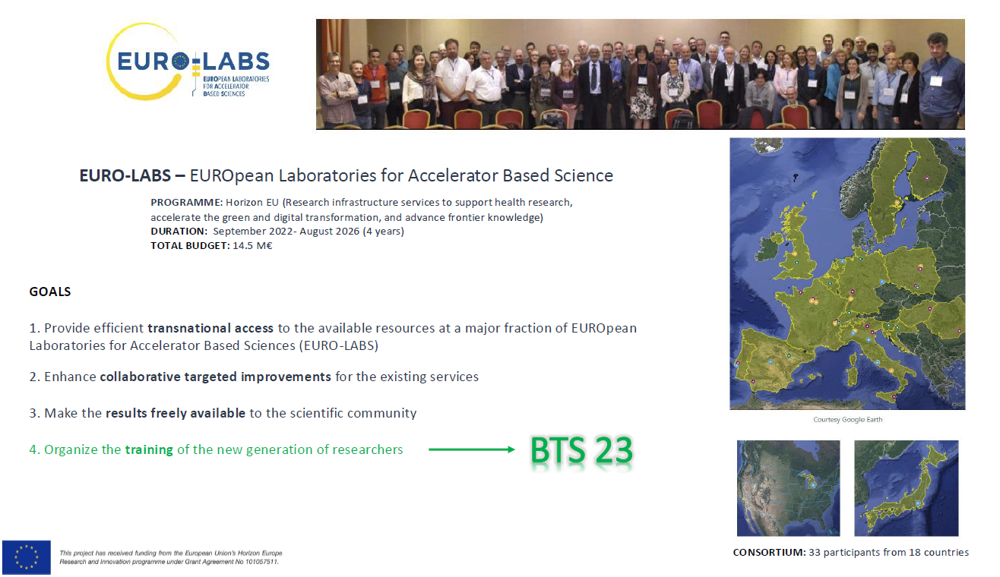 EURO-LABS
EUROPEAN LABORATORIES
FOR ACCELERATOR
BASED SCIENCES
EURO-LABS – EUROpean Laboratories for Accelerator Based Science
PROGRAMME: Horizon EU (Research infrastructure services to support health research,
accelerate the green and digital transformation, and advance frontier knowledge)
DURATION: September 2022- August 2026 (4 years)
TOTAL BUDGET: 14.5 M€
GOALS
1. Provide efficient transnational access to the available resources at a major fraction of EUROpean
Laboratories for Accelerator Based Sciences (EURO-LABS)
2. Enhance collaborative targeted improvements for the existing services
3. Make the results freely available to the scientific community
4. Organize the training of the new generation of researchers
BTS 23
Courtesy Google Earth
CONSORTIUM: 33 participants from 18 countries
This project has received funding from the European Union's Horizon Europe
Research and Innovation programme under Grant Agreement No 101057511.